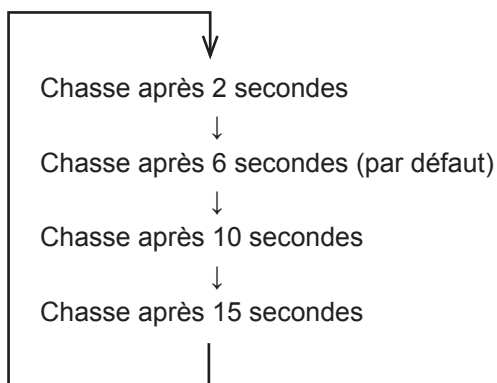 Chasse après 2 secondes
↓
Chasse après 6 secondes (par défaut)
↓
Chasse après 10 secondes
↓
Chasse après 15 secondes